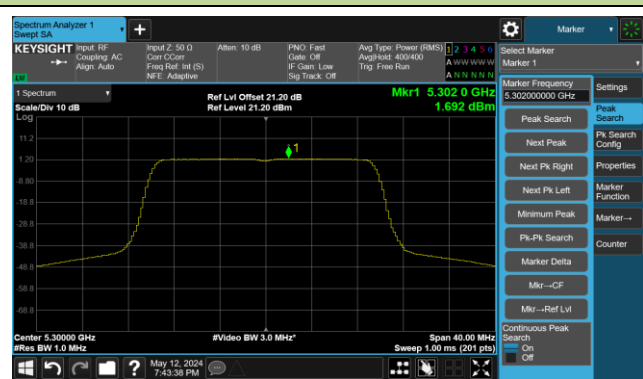 Spectrum Analyzer 1
Swept SA
Marker
KEYSIGHT
LW
Input: RF
Coupling: AC
Align: Auto
Input Z: 50 Ω
Corr CCorr
Freq Ref: Int (S)
NFE: Adaptive
Atten: 10 dB
PNO: Fast
Gate: Off
IF Gain: Low
Sig Track: Off
Avg Type: Power (RMS)
Avg|Hold: 400/400
Trig: Free Run
1 2 3 4 5 6
A W W W W W
A N N N N N
Select Marker
Marker 1
1 Spectrum
Scale/Div 10 dB
Log
Ref Lvl Offset 21.20 dB
Ref Level 21.20 dBm
Mkr1 5.302 0 GHz
1.692 dBm
11.2
1.20
-8.80
-18.8
-28.8
-38.8
-48.8
-58.8
-68.8
1
Center 5.30000 GHz
#Res BW 1.0 MHz
#Video BW 3.0 MHz*
Span 40.00 MHz
Sweep 1.00 ms (201 pts)
Marker Frequency
5.302000000 GHz
Peak Search
Next Peak
Next Pk Right
Next Pk Left
Minimum Peak
Pk-Pk Search
Marker Delta
Mkr→CF
Mkr→Ref Lvl
Continuous Peak
Search
On
Off
Settings
Peak
Search
Pk Search
Config
Properties
Marker
Function
Marker→
Counter
May 12, 2024
7:43:38 PM